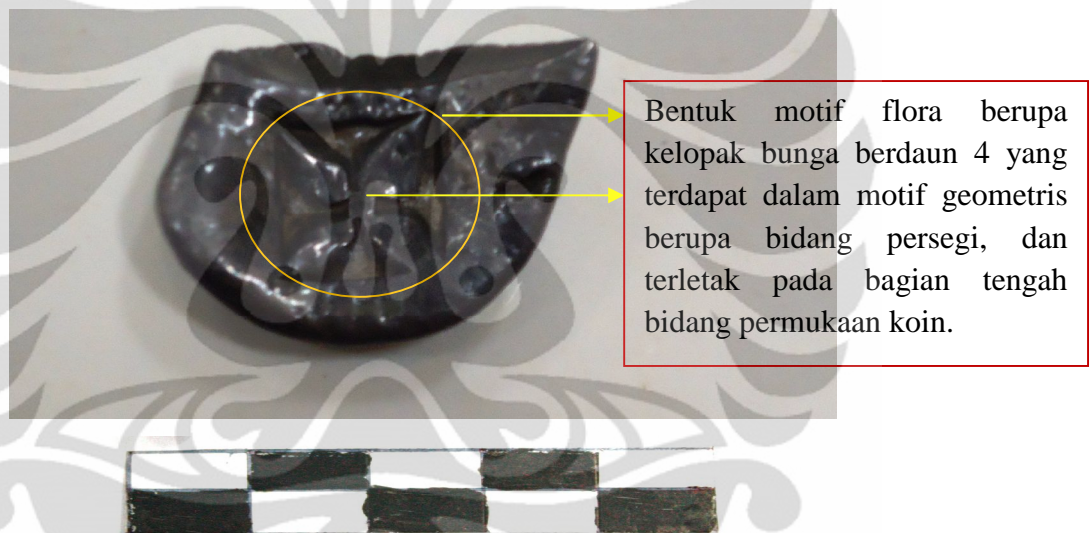 Bentuk motif flora berupa
kelopak bunga berdaun 4 yang
terdapat dalam motif geometris
berupa bidang persegi, dan
terletak pada bagian tengah
bidang permukaan koin.